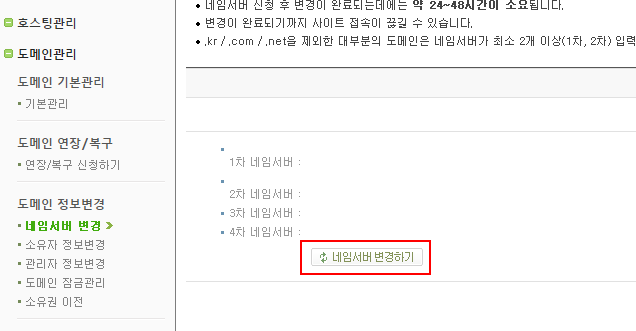 호스팅관리
도메인관리
도메인 기본관리
기본관리
도메인 연장/복구
연장/복구 신청하기
도메인 정보변경
네임서버 변경
소유자 정보변경
관리자 정보변경
도메인 잠금관리
소유권 이전
네임서버 신청 후 변경이 완료되는데에는 약 24~48시간이 소요됩니다.
변경이 완료되기까지 사이트 접속이 끊길 수 있습니다.
.kr / .com / .net을 제외한 대부분의 도메인은 네임서버가 최소 2개 이상(1차, 2차) 입력
1차 네임서버 :
2차 네임서버 :
3차 네임서버 :
4차 네임서버 :
네임서버 변경하기